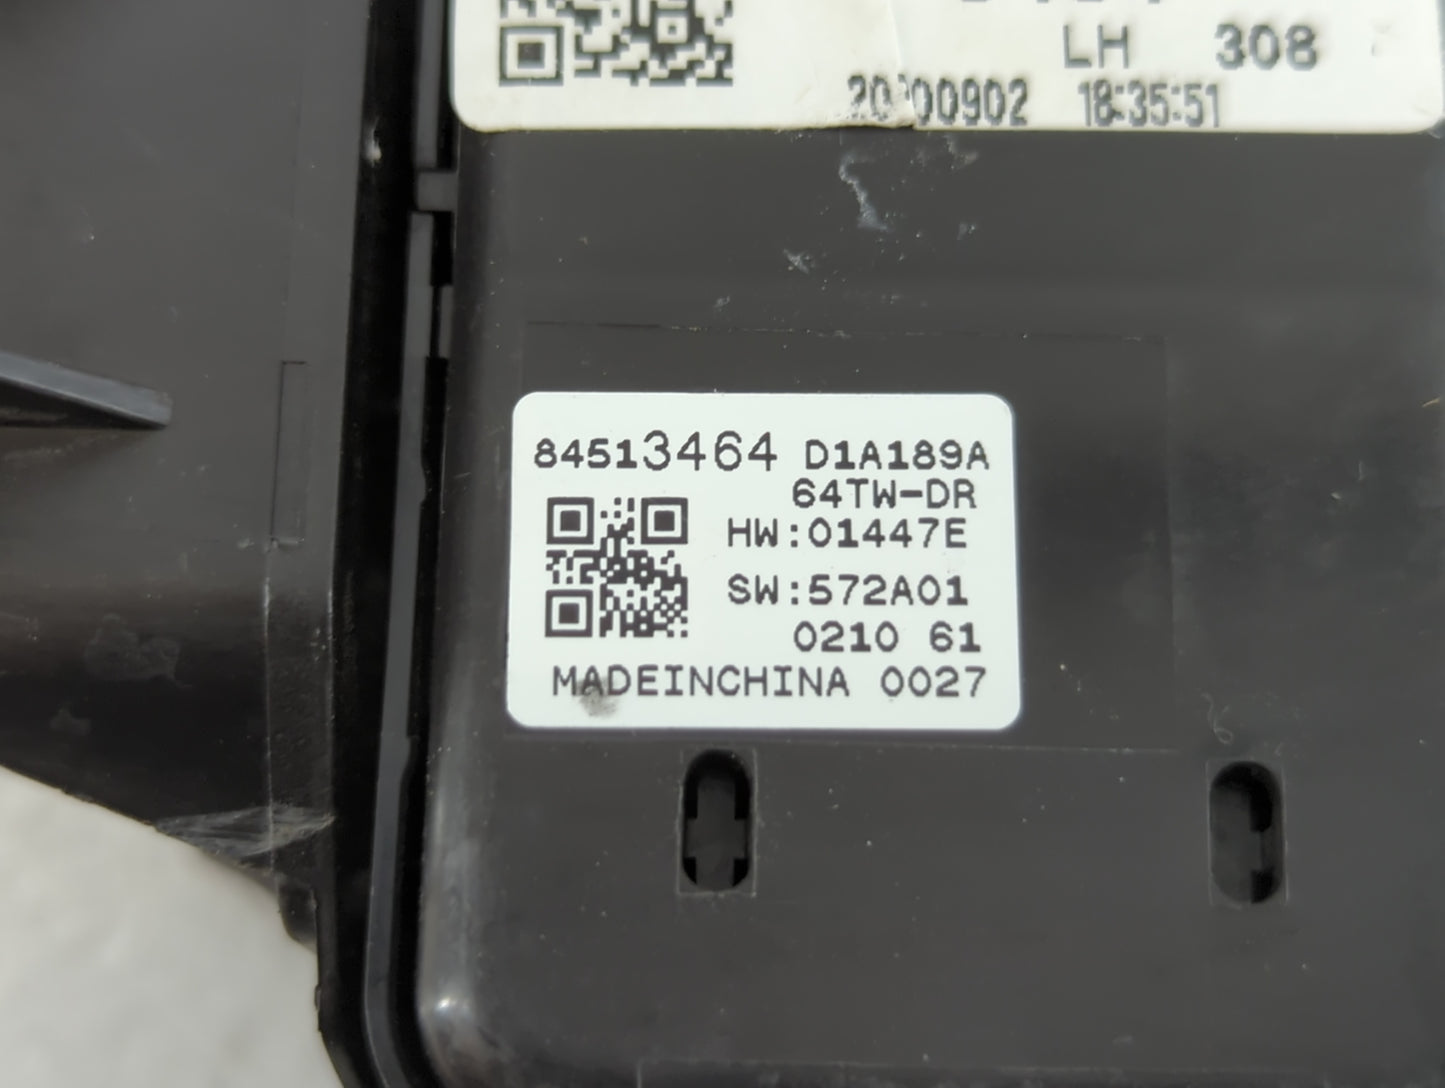 LH 308
18:35:51
84513464 D1A189A
64TW-DR
HW:01447E
SW:572A01
0210 61
MADEINCHINA 0027